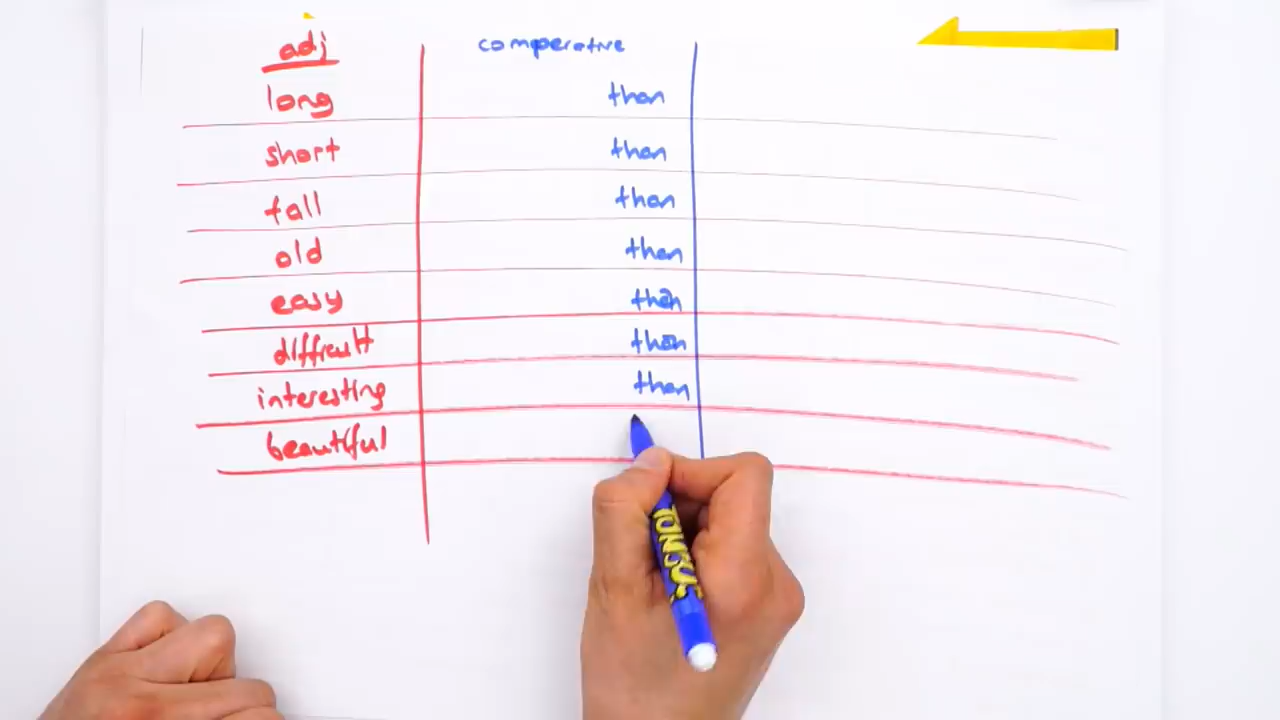 adj comperative
long than
short than
tall than
old than
easy than
difficult than
interesting than
beautiful